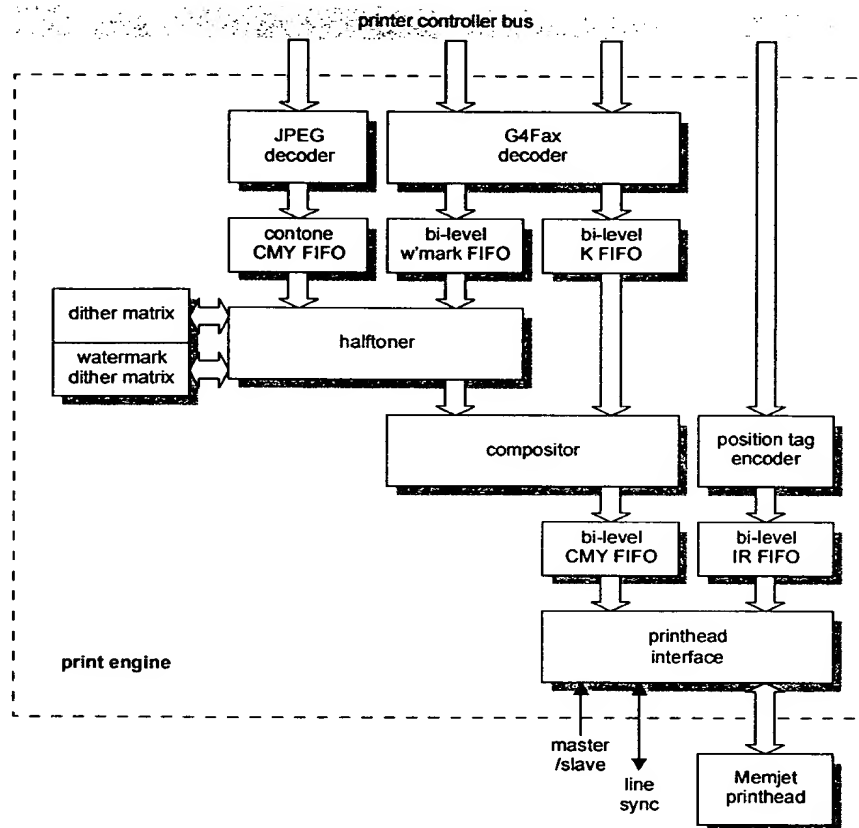 printer controller bus
JPEG
decoder
G4Fax
decoder
contone
CMY FIFO
bi-level
w'mark FIFO
bi-level
K FIFO
dither matrix
watermark
dither matrix
halftoner
compositor
position tag
encoder
bi-level
CMY FIFO
bi-level
IR FIFO
printhead
interface
print engine
master
/slave
line
sync
Memjet
printhead